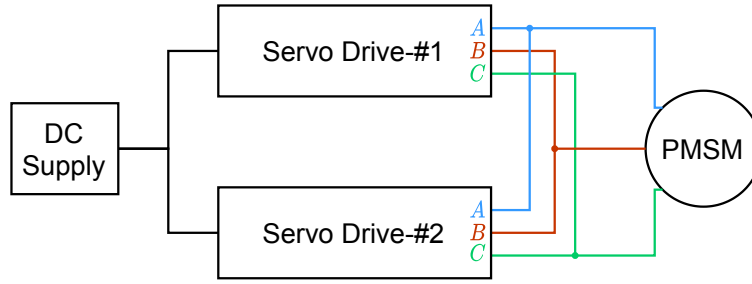 Servo Drive-#1
A
B
C
DC
Supply
PMSM
Servo Drive-#2
A
B
C